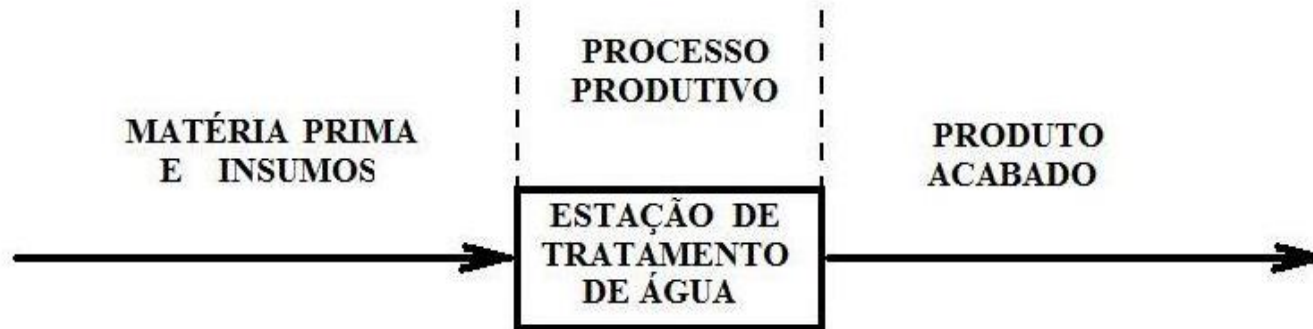 MATÉRIA PRIMA
E INSUMOS
PROCESSO
PRODUTIVO
ESTAÇÃO DE
TRATAMENTO
DE ÁGUA
PRODUTO
ACABADO